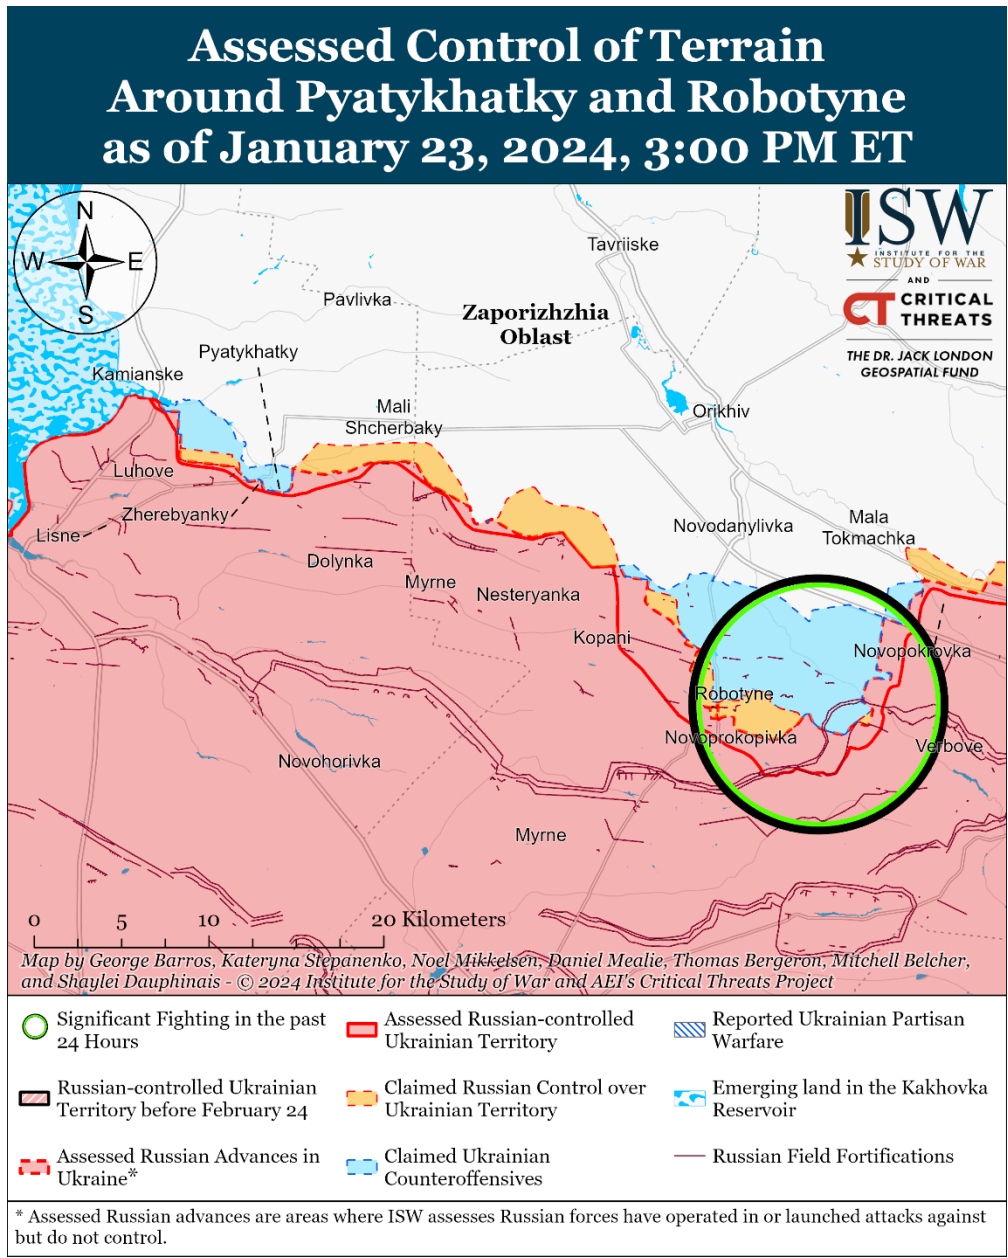 Assessed Control of Terrain
Around Pyatykhatky and Robotyne
as of January 23, 2024, 3:00 PM ET
N
W
E
S
ISW
INSTITUTE FOR THE
STUDY OF WAR
AND
CT CRITICAL
THREATS
THE DR. JACK LONDON
GEOSPATIAL FUND
Tavriiske
Pavlivka
Zaporizhzhia
Oblast
Pyatykhatky
Kamianske
Mali
Shcherbaky
Orikhiv
Luhove
Zherebyanky
Lisne
Novodanylivka
Mala
Tokmachka
Dolynka
Myrne
Nesteryanka
Kopani
Novopokrovka
Robotyne
Novoprokopivka
Verbove
Novohorivka
Myrne
0 5 10 20 Kilometers
Map by George Barros, Kateryna Stepanenko, Noel Mikkelsen, Daniel Mealie, Thomas Bergeron, Mitchell Belcher,
and Shaylei Dauphinais - © 2024 Institute for the Study of War and AEI's Critical Threats Project
Significant Fighting in the past
24 Hours
Assessed Russian-controlled
Ukrainian Territory
Reported Ukrainian Partisan
Warfare
Russian-controlled Ukrainian
Territory before February 24
Claimed Russian Control over
Ukrainian Territory
Emerging land in the Kakhovka
Reservoir
Assessed Russian Advances in
Ukraine*
Claimed Ukrainian
Counteroffensives
Russian Field Fortifications
* Assessed Russian advances are areas where ISW assesses Russian forces have operated in or launched attacks against
but do not control.